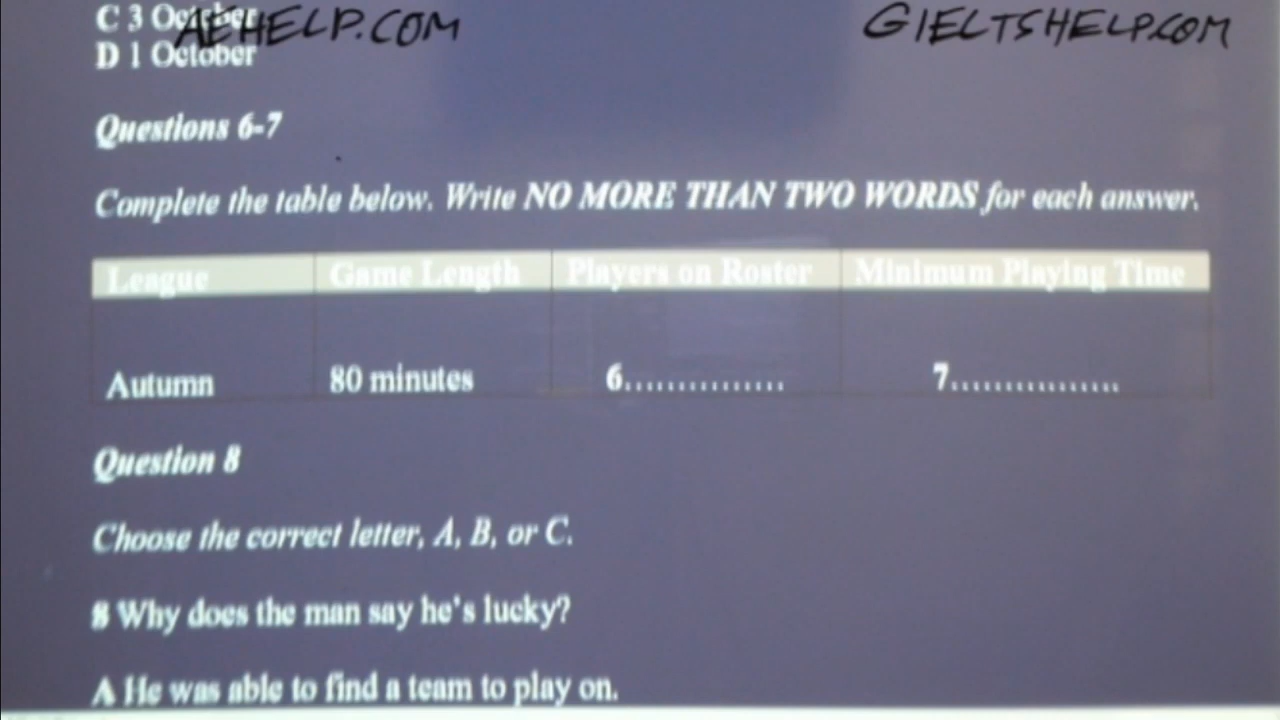 C 3 October
AEHELP.COM
GIELTSHELP.COM
D 1 October
Questions 6-7
Complete the table below. Write NO MORE THAN TWO WORDS for each answer.
League Game Length Players on Roster Minimum Playing Time
Autumn 80 minutes 6............... 7................
Question 8
Choose the correct letter, A, B, or C.
8 Why does the man say he's lucky?
A He was able to find a team to play on.